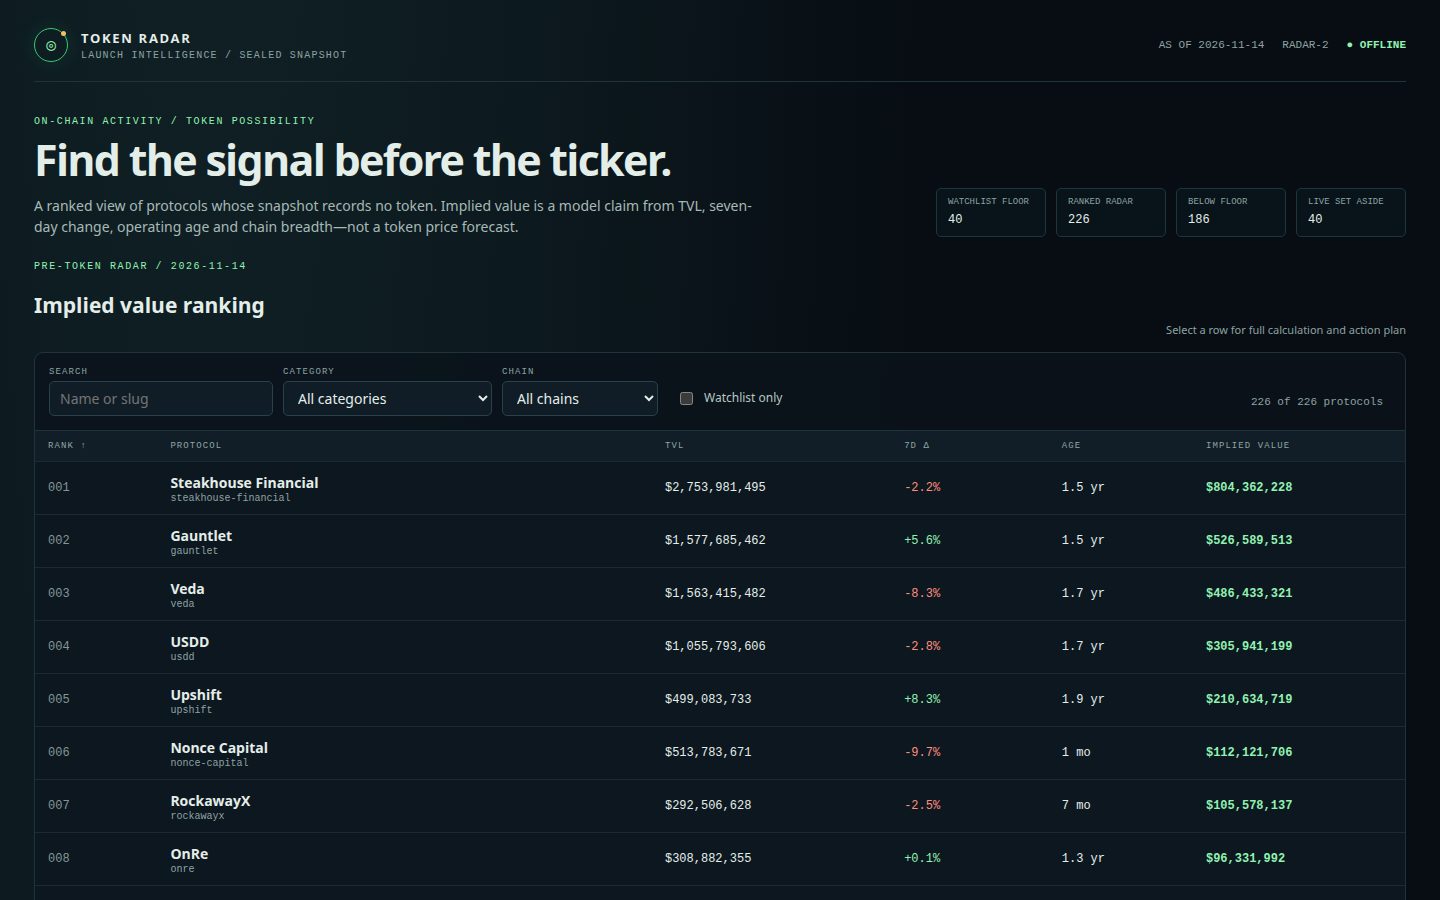 TOKEN RADAR
LAUNCH INTELLIGENCE / SEALED SNAPSHOT
AS OF 2026-11-14 RADAR-2 ● OFFLINE
ON-CHAIN ACTIVITY / TOKEN POSSIBILITY
Find the signal before the ticker.
A ranked view of protocols whose snapshot records no token. Implied value is a model claim from TVL, seven-
day change, operating age and chain breadth—not a token price forecast.
WATCHLIST FLOOR
40
RANKED RADAR
226
BELOW FLOOR
186
LIVE SET ASIDE
40
PRE-TOKEN RADAR / 2026-11-14
Implied value ranking
Select a row for full calculation and action plan
SEARCH
Name or slug
CATEGORY
All categories
CHAIN
All chains
Watchlist only
226 of 226 protocols
RANK ↑ PROTOCOL TVL 7D Δ AGE IMPLIED VALUE
001 Steakhouse Financial $2,753,981,495 -2.2% 1.5 yr $804,362,228
steakhouse-financial
002 Gauntlet $1,577,685,462 +5.6% 1.5 yr $526,589,513
gauntlet
003 Veda $1,563,415,482 -8.3% 1.7 yr $486,433,321
veda
004 USDD $1,055,793,606 -2.8% 1.7 yr $305,941,199
usdd
005 Upshift $499,083,733 +8.3% 1.9 yr $210,634,719
upshift
006 Nonce Capital $513,783,671 -9.7% 1 mo $112,121,706
nonce-capital
007 RockawayX $292,506,628 -2.5% 7 mo $105,578,137
rockawayx
008 OnRe $308,882,355 +0.1% 1.3 yr $96,331,992
onre